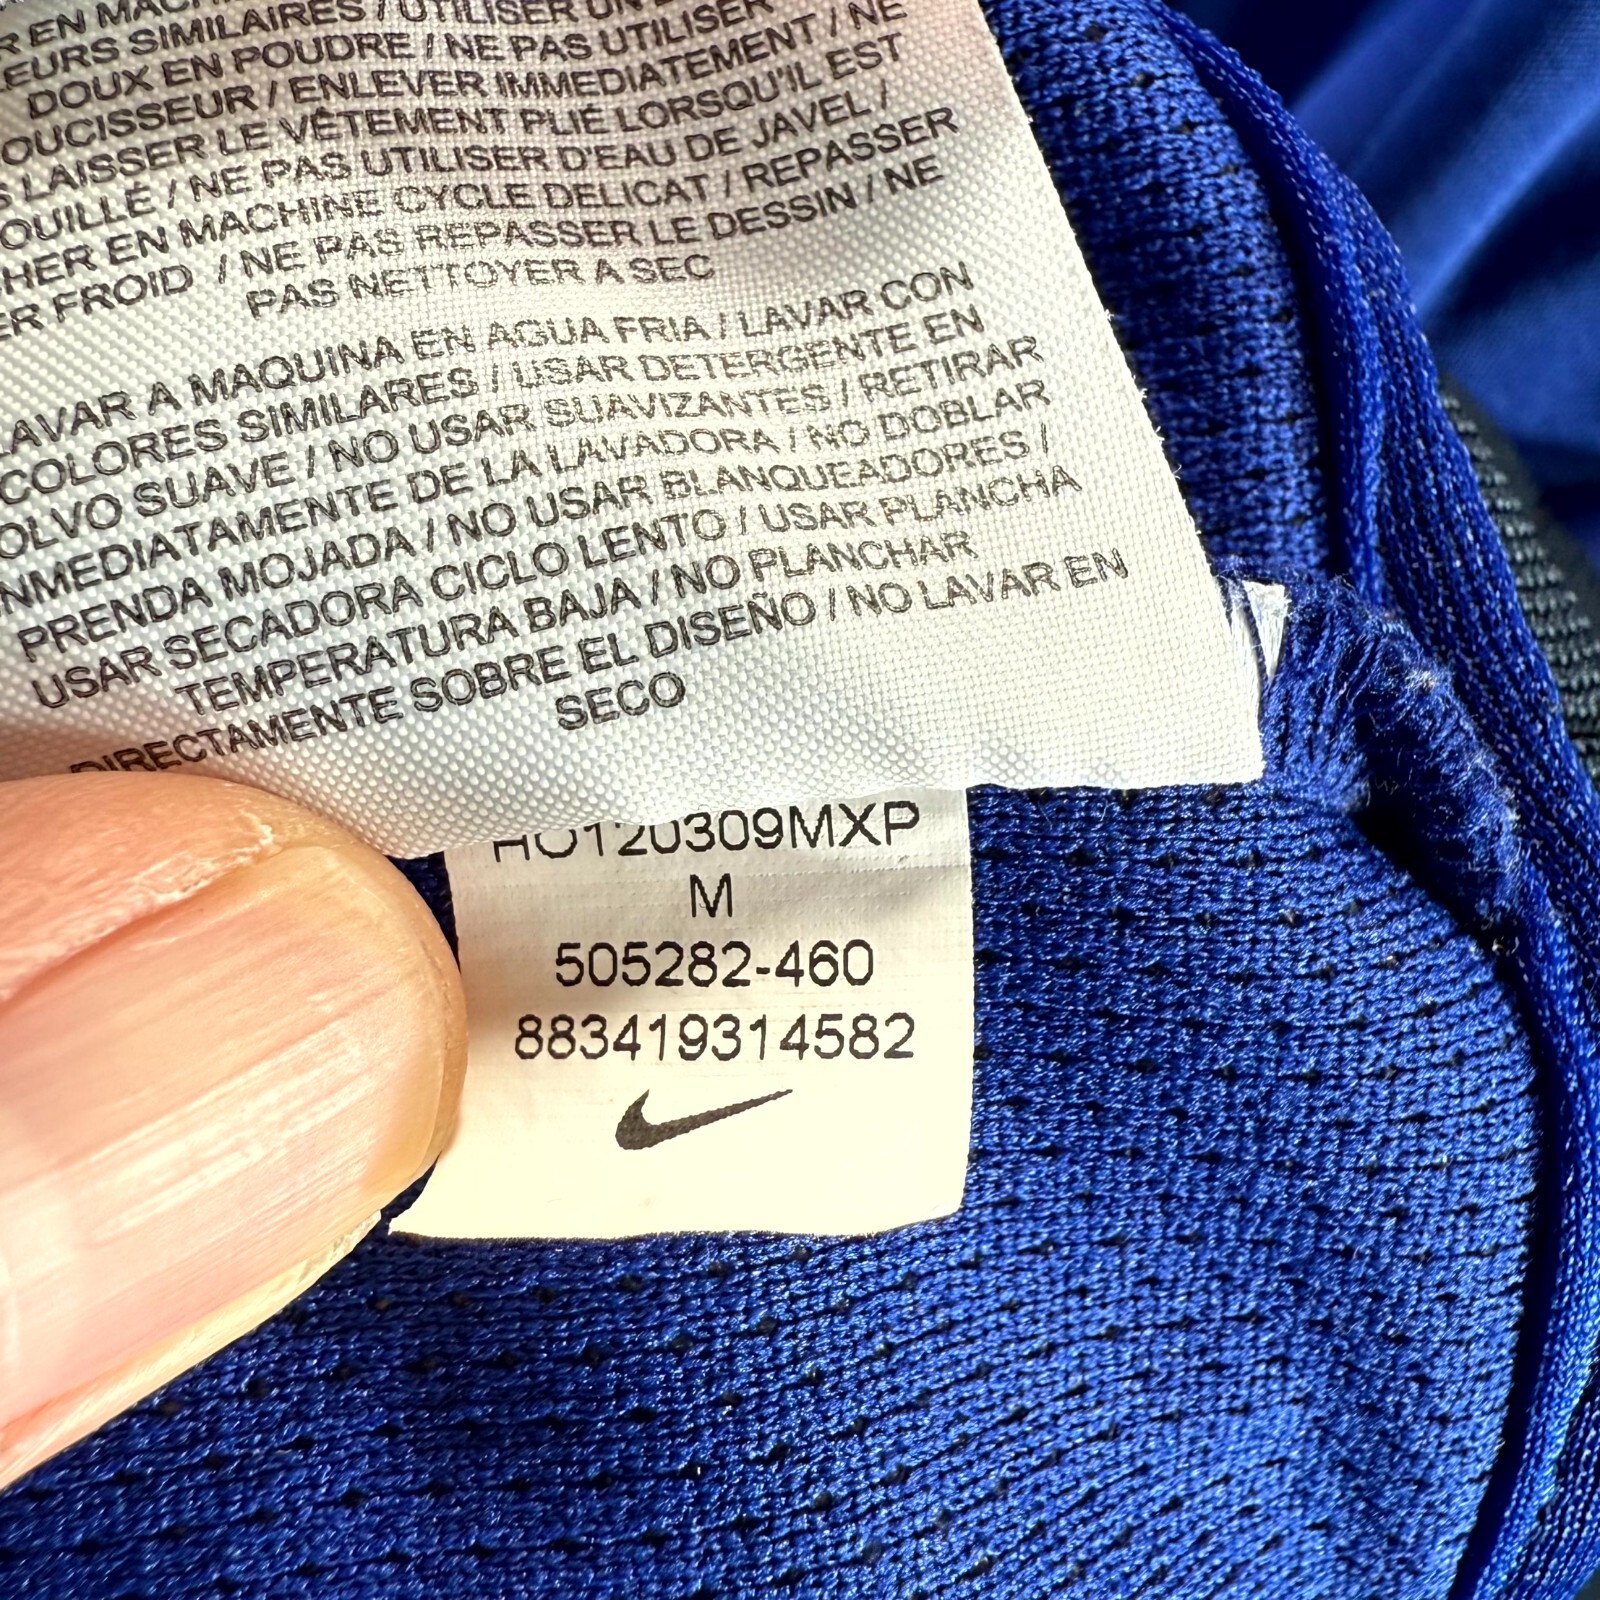 EN MACHINE
EURS SIMILAIRES / UTILISER UN
DOUX EN POUDRE / NE PAS UTILISER
OUCISSEUR / ENLEVER IMMEDIATEMENT / NE
LAISSER LE VÊTEMENT PLIÉ LORSQU'IL EST
OUILLÉ / NE PAS UTILISER D'EAU DE JAVEL /
HER EN MACHINE CYCLE DELICAT / REPASSER
ER FROID / NE PAS REPASSER LE DESSIN / NE
PAS NETTOYER A SEC
LAVAR A MAQUINA EN AGUA FRIA / LAVAR CON
COLORES SIMILARES / USAR DETERGENTE EN
OLVO SUAVE / NO USAR SUAVIZANTES / RETIRAR
NMEDIATAMENTE DE LA LAVADORA / NO DOBLAR
PRENDA MOJADA / NO USAR BLANQUEADORES /
USAR SECADORA CICLO LENTO / USAR PLANCHA
TEMPERATURA BAJA / NO PLANCHAR
DIRECTAMENTE SOBRE EL DISEÑO / NO LAVAR EN
SECO
HO120309MXP
M
505282-460
883419314582